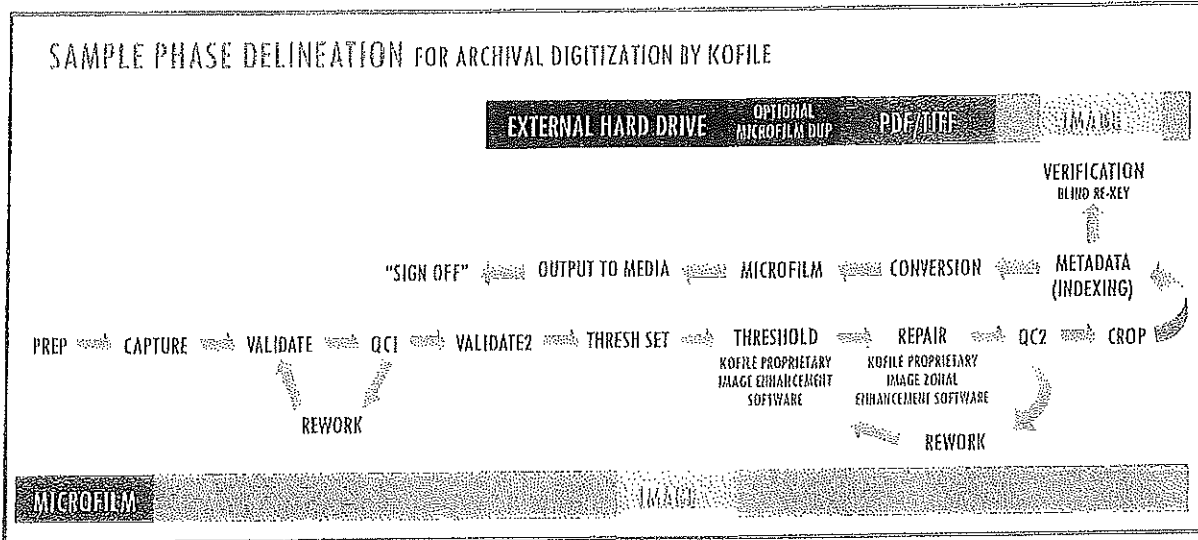 SAMPLE PHASE DELINEATION FOR ARCHIVAL DIGITIZATION BY KOFILE
EXTERNAL HARD DRIVE
OPTIONAL
MICROFILM DUP
PDF/TIFF
IMAGE
VERIFICATION
BLIND RE-KEY
"SIGN OFF"
OUTPUT TO MEDIA
MICROFILM
CONVERSION
METADATA
(INDEXING)
PREP
CAPTURE
VALIDATE
QC1
VALIDATE2
THRESH SET
THRESHOLD
KOFILE PROPRIETARY
IMAGE ENHANCEMENT
SOFTWARE
REPAIR
KOFILE PROPRIETARY
IMAGE ZONAL
ENHANCEMENT SOFTWARE
QC2
CROP
REWORK
REWORK
MICROFILM
IMAGE